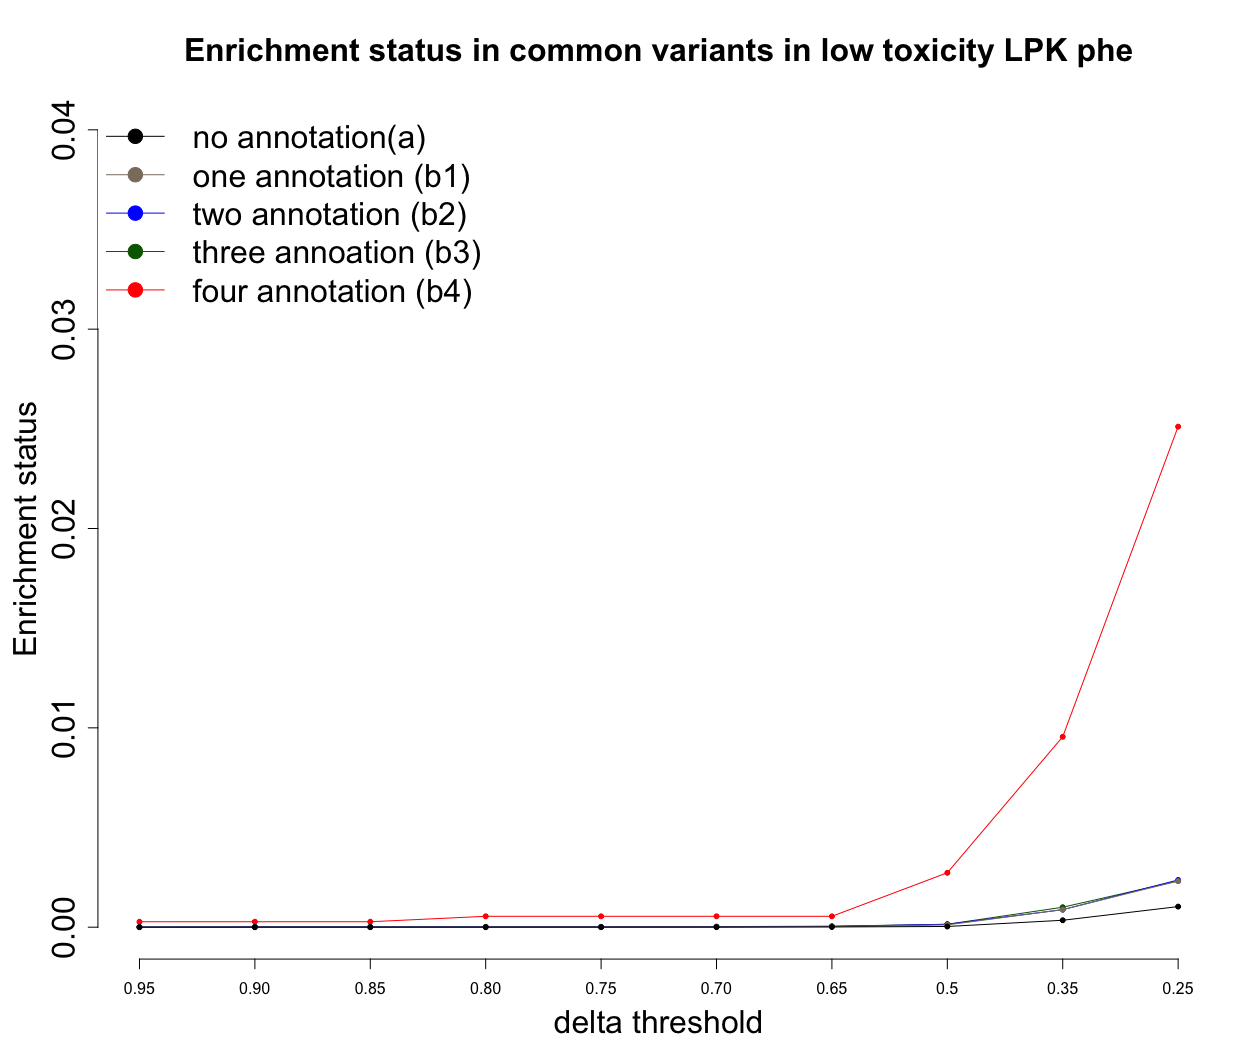 Enrichment status in common variants in low toxicity LPK phe
no annotation(a)
one annotation (b1)
two annotation (b2)
three annoation (b3)
four annotation (b4)
Enrichment status
0.04
0.03
0.02
0.01
0.00
0.95 0.90 0.85 0.80 0.75 0.70 0.65 0.5 0.35 0.25
delta threshold